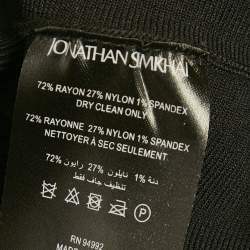 JONATHAN SIMKHAI
72% RAYON 27% NYLON 1% SPANDEX
DRY CLEAN ONLY
72% RAYONNE 27% NYLON 1% SPANDEX
NETTOYER À SEC SEULEMENT
72% رايون 27% نايلون 1% دنة
تنظيف جاف فقط
RN 94992